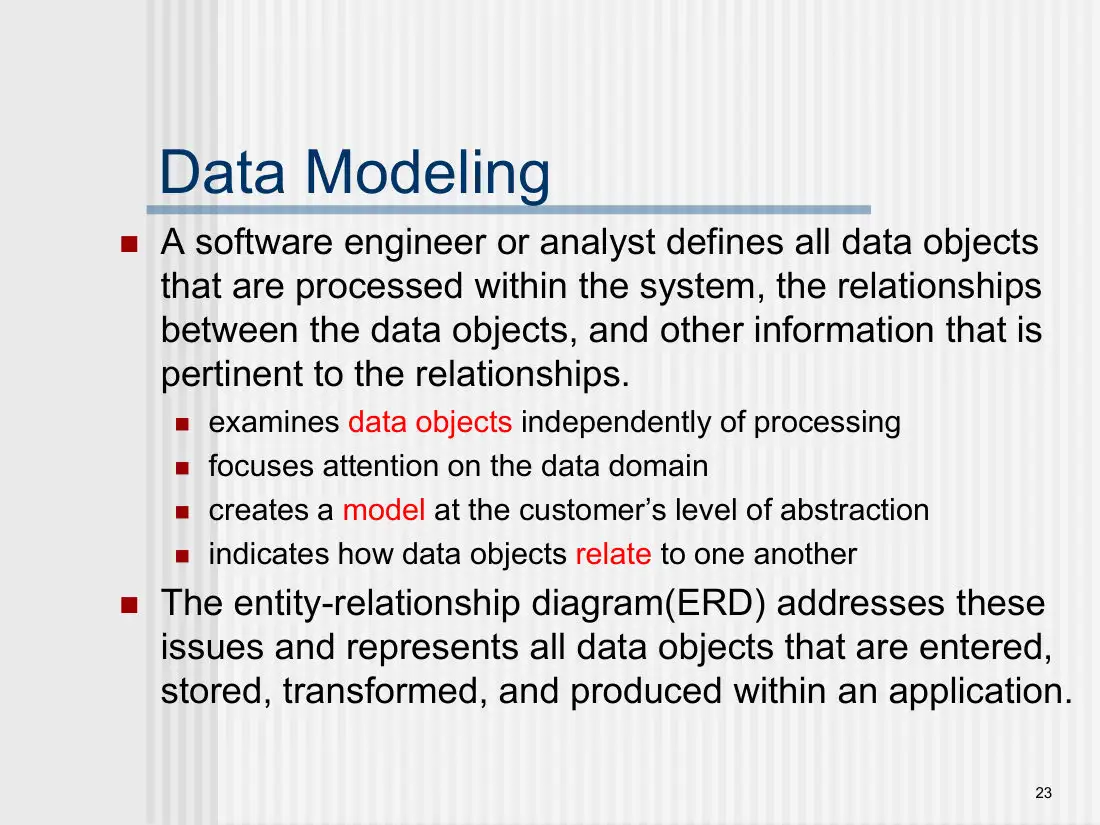 Data Modeling
A software engineer or analyst defines all data objects
that are processed within the system, the relationships
between the data objects, and other information that is
pertinent to the relationships.
examines data objects independently of processing
focuses attention on the data domain
creates a model at the customer’s level of abstraction
indicates how data objects relate to one another
The entity-relationship diagram(ERD) addresses these
issues and represents all data objects that are entered,
stored, transformed, and produced within an application.
23